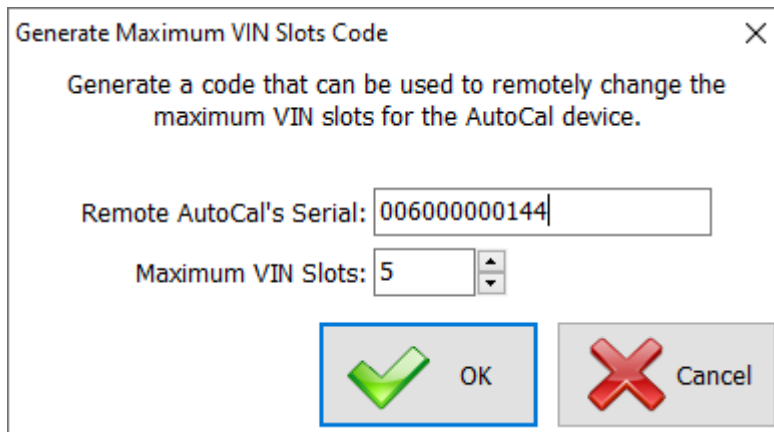 Generate Maximum VIN Slots Code
Generate a code that can be used to remotely change the
maximum VIN slots for the AutoCal device.
Remote AutoCal's Serial: 006000000144
Maximum VIN Slots: 5
OK Cancel